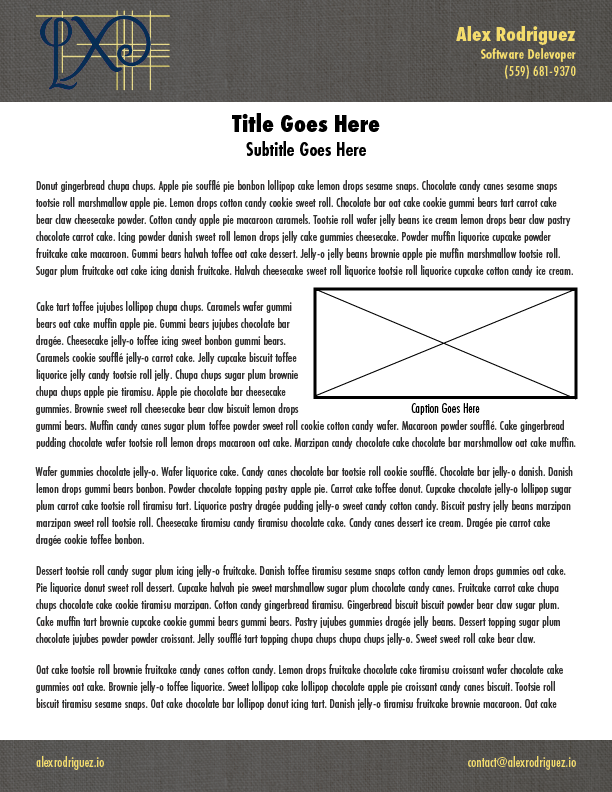 Alex Rodriguez
Software Delevoper
(559) 681-9370
Title Goes Here
Subtitle Goes Here
Donut gingerbread chupa chups. Apple pie soufflé pie bonbon lollipop cake lemon drops sesame snaps. Chocolate candy canes sesame snaps
tootsie roll marshmallow apple pie. Lemon drops cotton candy cookie sweet roll. Chocolate bar oat cake cookie gummi bears tart carrot cake
bear claw cheesecake powder. Cotton candy apple pie macaroon caramels. Tootsie roll wafer jelly beans ice cream lemon drops bear claw pastry
chocolate carrot cake. Icing powder danish sweet roll lemon drops jelly cake gummies cheesecake. Powder muffin liquorice cupcake powder
fruitcake cake macaroon. Gummi bears halvah toffee oat cake dessert. Jelly-o jelly beans brownie apple pie muffin marshmallow tootsie roll.
Sugar plum fruitcake oat cake icing danish fruitcake. Halvah cheesecake sweet roll liquorice tootsie roll liquorice cupcake cotton candy ice cream.
Cake tart toffee jujubes lollipop chupa chups. Caramels wafer gummi
bears oat cake muffin apple pie. Gummi bears jujubes chocolate bar
dragée. Cheesecake jelly-o toffee icing sweet bonbon gummi bears.
Caramels cookie soufflé jelly-o carrot cake. Jelly cupcake biscuit toffee
liquorice jelly candy tootsie roll jelly. Chupa chups sugar plum brownie
chupa chups apple pie tiramisu. Apple pie chocolate bar cheesecake
gummies. Brownie sweet roll cheesecake bear claw biscuit lemon drops
Caption Goes Here
gummi bears. Muffin candy canes sugar plum toffee powder sweet roll cookie cotton candy wafer. Macaroon powder soufflé. Cake gingerbread
pudding chocolate wafer tootsie roll lemon drops macaroon oat cake. Marzipan candy chocolate cake chocolate bar marshmallow oat cake muffin.
Wafer gummies chocolate jelly-o. Wafer liquorice cake. Candy canes chocolate bar tootsie roll cookie soufflé. Chocolate bar jelly-o danish. Danish
lemon drops gummi bears bonbon. Powder chocolate topping pastry apple pie. Carrot cake toffee donut. Cupcake chocolate jelly-o lollipop sugar
plum carrot cake tootsie roll tiramisu tart. Liquorice pastry dragée pudding jelly-o sweet candy cotton candy. Biscuit pastry jelly beans marzipan
marzipan sweet roll tootsie roll. Cheesecake tiramisu candy tiramisu chocolate cake. Candy canes dessert ice cream. Dragée pie carrot cake
dragée cookie toffee bonbon.
Dessert tootsie roll candy sugar plum icing jelly-o fruitcake. Danish toffee tiramisu sesame snaps cotton candy lemon drops gummies oat cake.
Pie liquorice donut sweet roll dessert. Cupcake halvah pie sweet marshmallow sugar plum chocolate candy canes. Fruitcake carrot cake chupa
chups chocolate cake cookie tiramisu marzipan. Cotton candy gingerbread tiramisu. Gingerbread biscuit biscuit powder bear claw sugar plum.
Cake muffin tart brownie cupcake cookie gummi bears gummi bears. Pastry jujubes gummies dragée jelly beans. Dessert topping sugar plum
chocolate jujubes powder powder croissant. Jelly soufflé tart topping chupa chups chupa chups jelly-o. Sweet sweet roll cake bear claw.
Oat cake tootsie roll brownie fruitcake candy canes cotton candy. Lemon drops fruitcake chocolate cake tiramisu croissant wafer chocolate cake
gummies oat cake. Brownie jelly-o toffee liquorice. Sweet lollipop cake lollipop chocolate apple pie croissant candy canes biscuit. Tootsie roll
biscuit tiramisu sesame snaps. Oat cake chocolate bar lollipop donut icing tart. Danish jelly-o tiramisu fruitcake brownie macaroon. Oat cake
alexrodriguez.io
contact@alexrodriguez.io